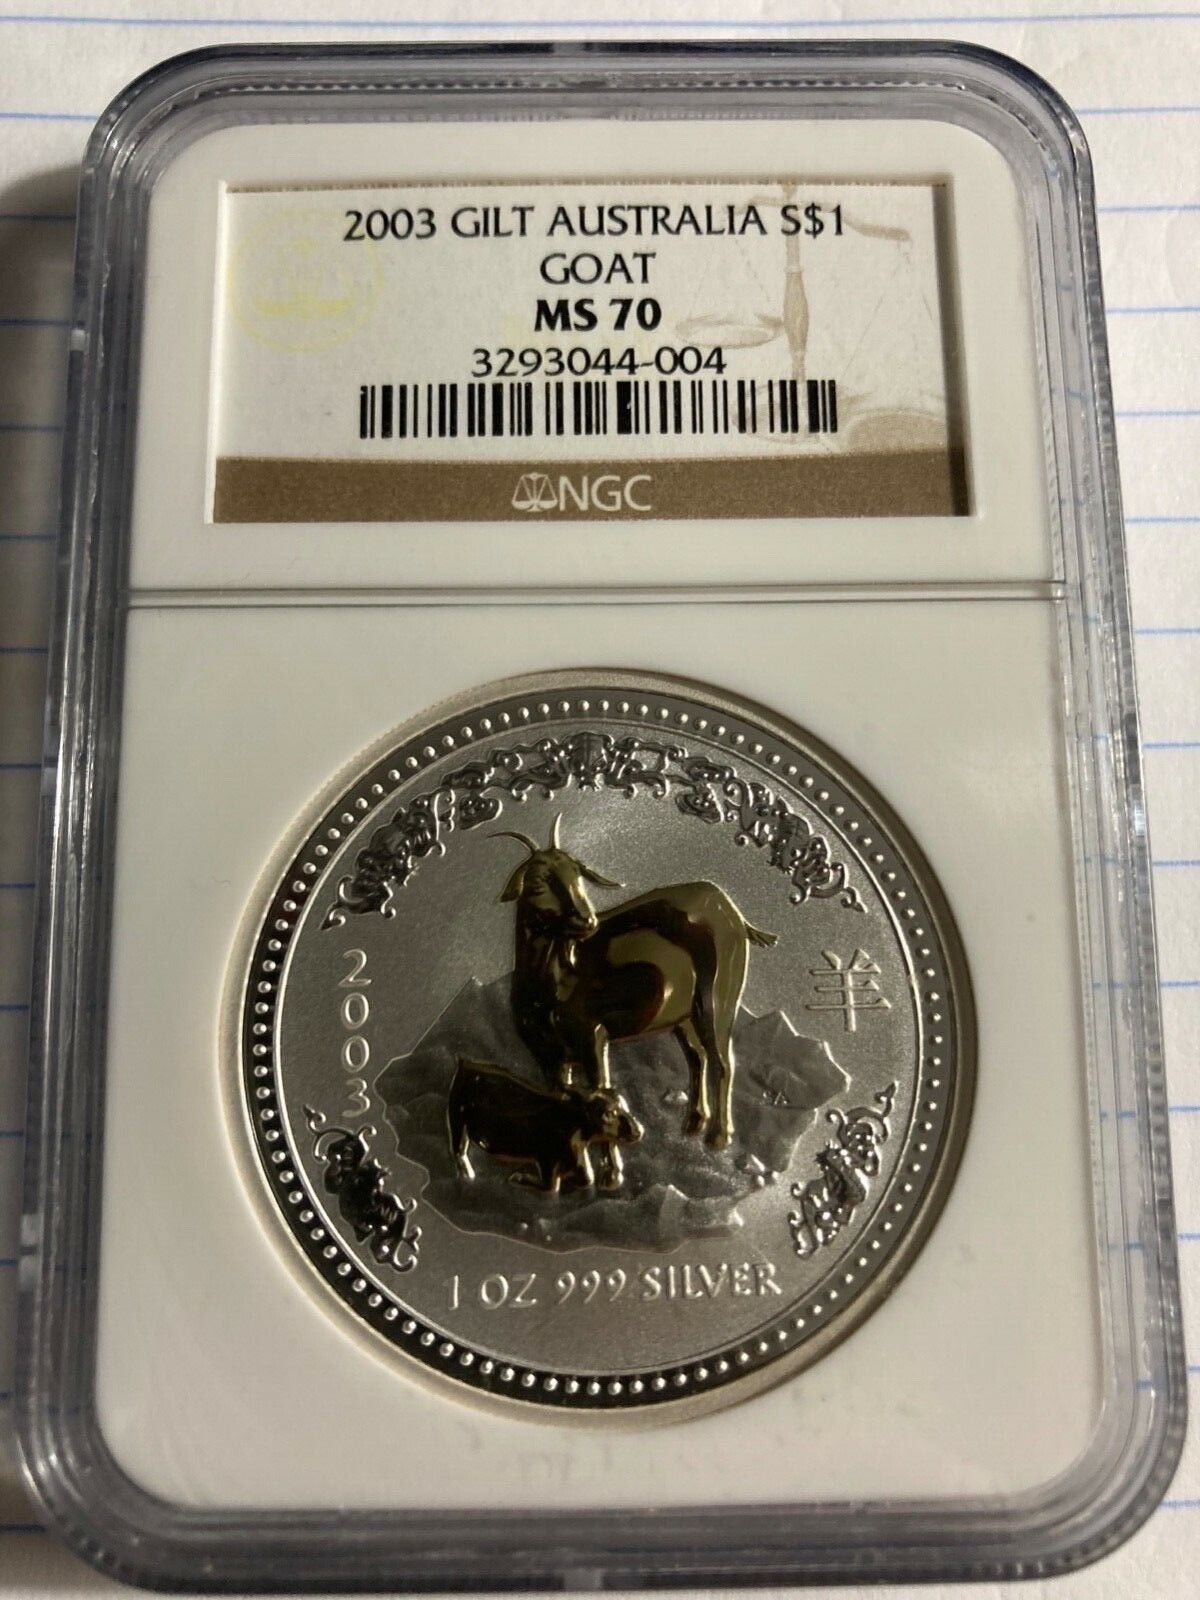 2003 GILT AUSTRALIA S$1
GOAT
MS 70
3293044-004
NGC
2003
羊
1 OZ 999 SILVER